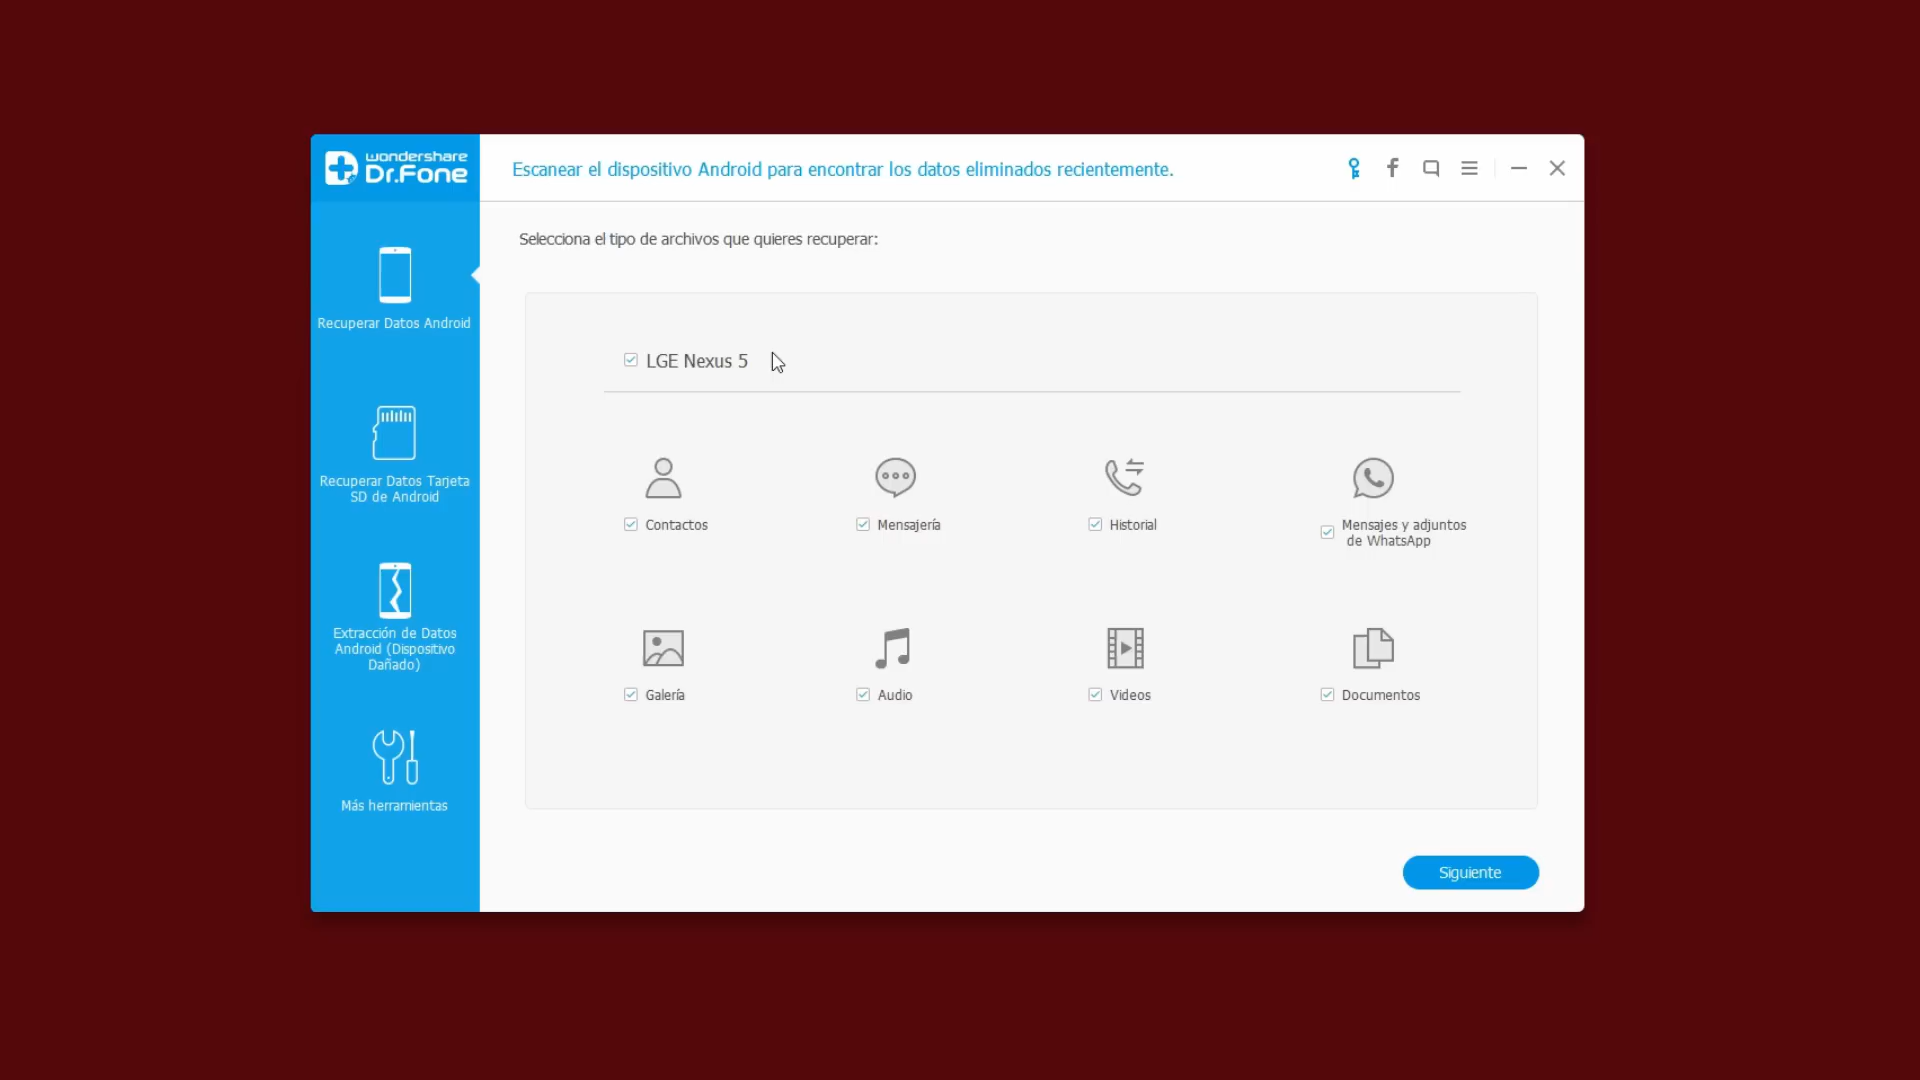 wondershare
Dr.Fone
Escanear el dispositivo Android para encontrar los datos eliminados recientemente.
Selecciona el tipo de archivos que quieres recuperar:
Recuperar Datos Android
Recuperar Datos Tarjeta
SD de Android
Extracción de Datos
Android (Dispositivo
Dañado)
Más herramientas
LGE Nexus 5
Contactos
Mensajería
Historial
Mensajes y adjuntos
de WhatsApp
Galería
Audio
Videos
Documentos
Siguiente